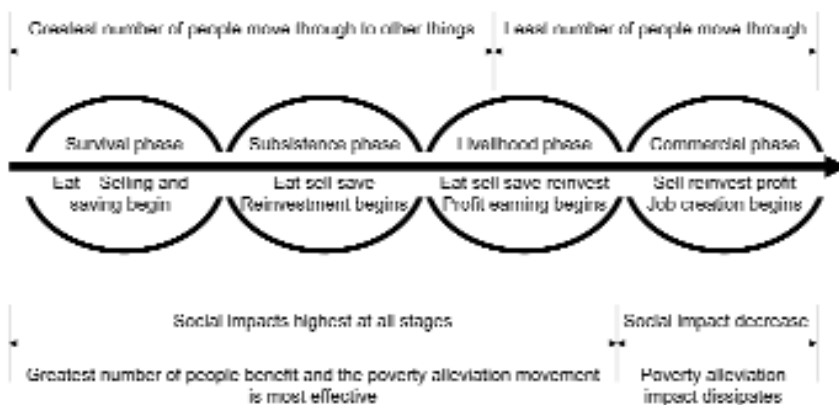 Greatest number of people move through to other things
Least number of people move through
Survival phase
Subsistence phase
Livelihood phase
Commercial phase
Eat – Selling and
saving begin
Eat sell save
Reinvestment begins
Eat sell save reinvest
Profit earning begins
Sell reinvest profit
Job creation begins
Social impacts highest at all stages
Social impact decrease
Greatest number of people benefit and the poverty alleviation movement
is most effective
Poverty alleviation
impact dissipates